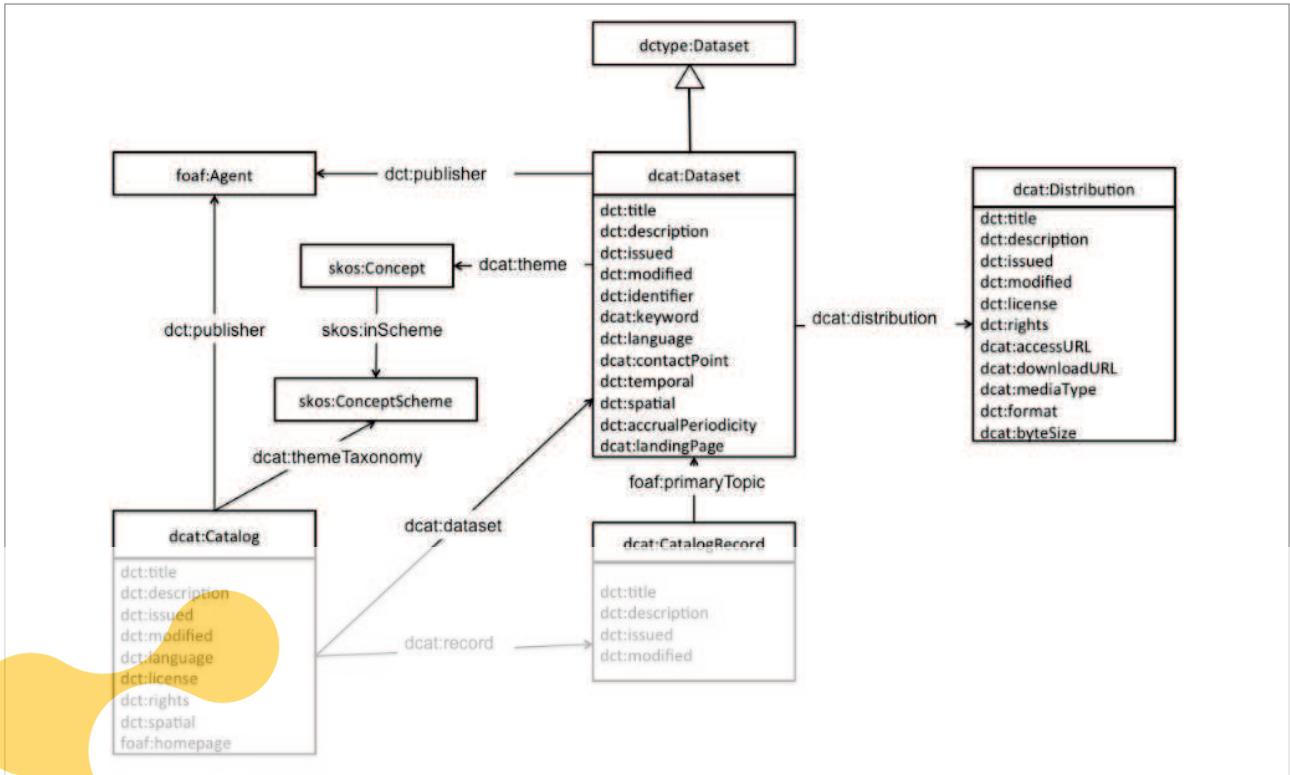 dctype:Dataset
foaf:Agent
dct:publisher
dcat:Dataset
dct:title
dct:description
dct:issued
dct:modified
dct:identifier
dcat:keyword
dct:language
dcat:contactPoint
dct:temporal
dct:spatial
dct:accrualPeriodicity
dcat:landingPage
dcat:Distribution
dct:title
dct:description
dct:issued
dct:modified
dct:license
dct:rights
dcat:accessURL
dcat:downloadURL
dcat:mediaType
dct:format
dcat:byteSize
skos:Concept
dcat:theme
dct:publisher
skos:inScheme
dcat:distribution
skos:ConceptScheme
dcat:themeTaxonomy
foaf:primaryTopic
dcat:dataset
dcat:Catalog
dct:title
dct:description
dct:issued
dct:modified
dct:language
dct:license
dct:rights
dct:spatial
foaf:homepage
dcat:record
dcat:CatalogRecord
dct:title
dct:description
dct:issued
dct:modified